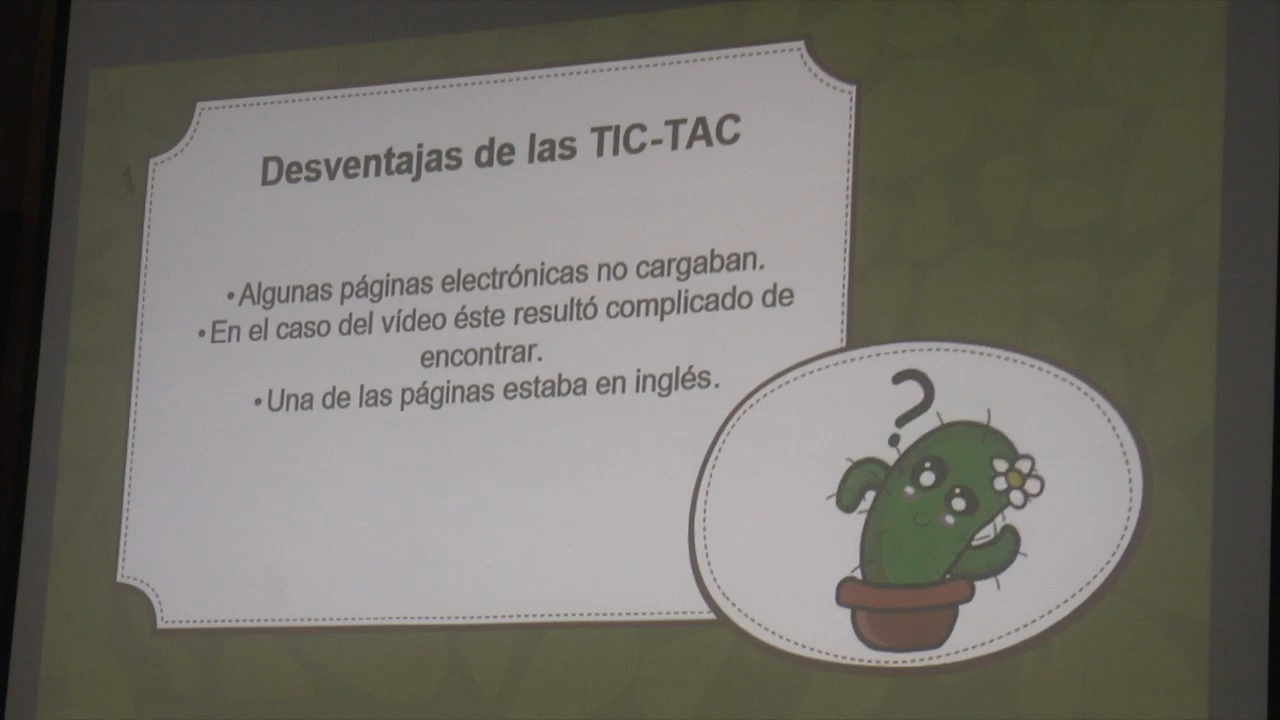 Desventajas de las TIC-TAC
•Algunas páginas electrónicas no cargaban.
•En el caso del vídeo éste resultó complicado de
encontrar.
•Una de las páginas estaba en inglés.
?